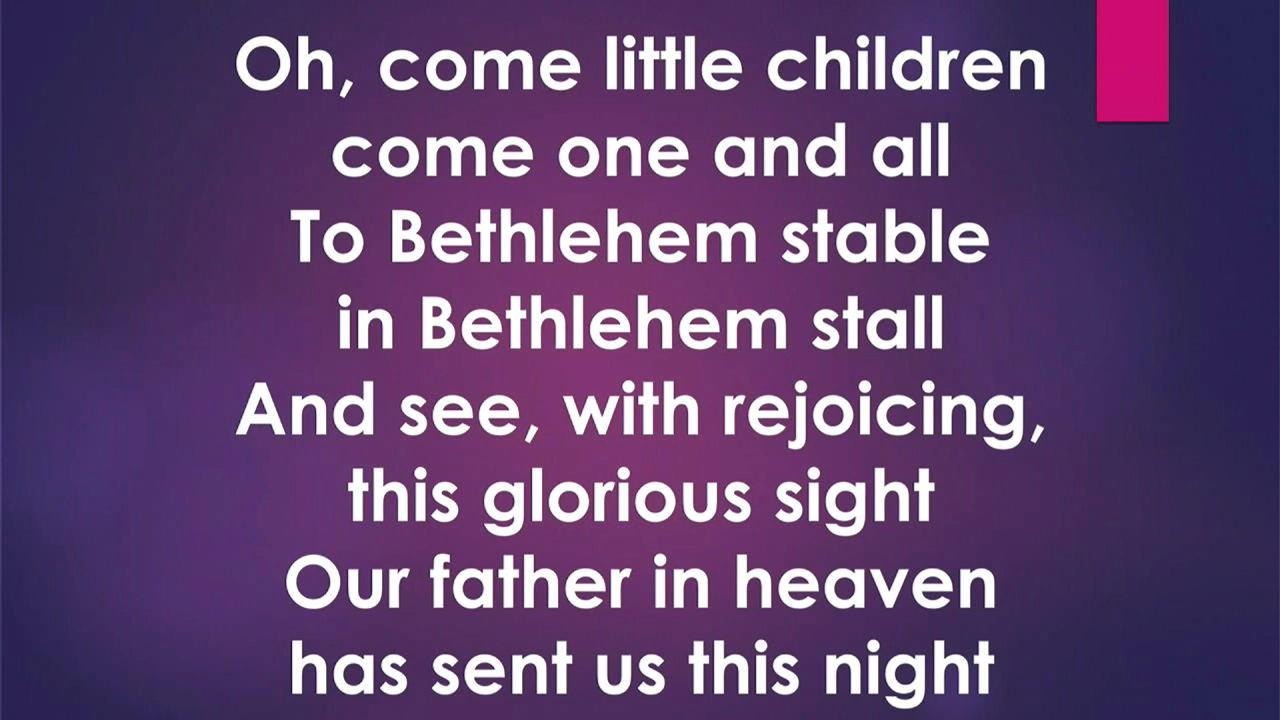 Oh, come little children
come one and all
To Bethlehem stable
in Bethlehem stall
And see, with rejoicing,
this glorious sight
Our father in heaven
has sent us this night